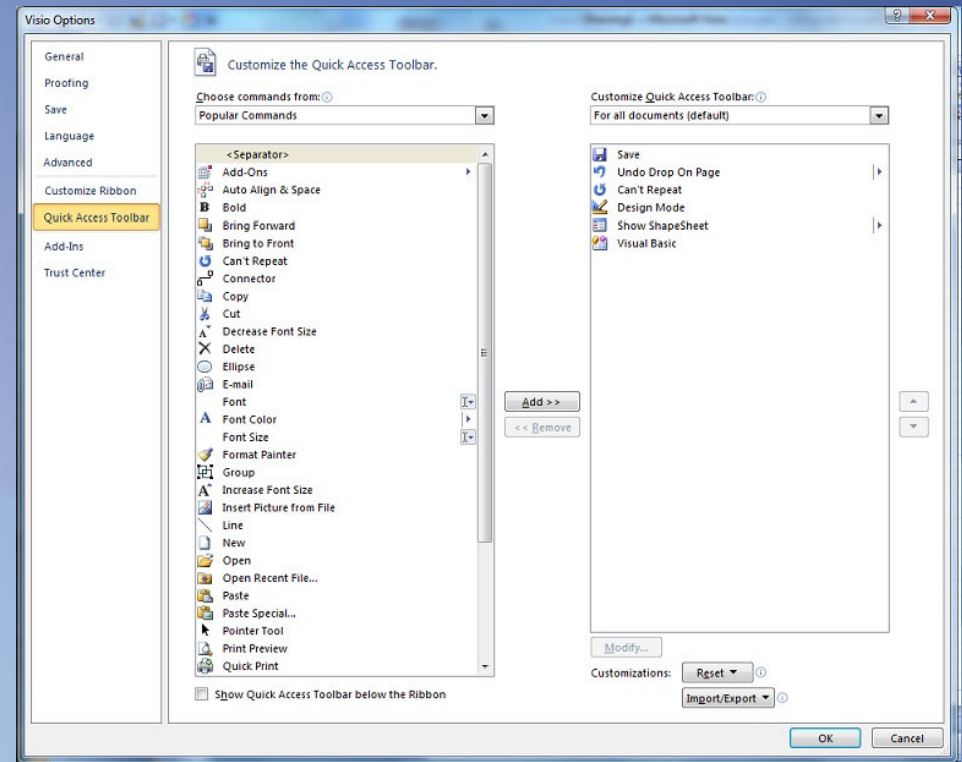 Visio Options
General
Proofing
Save
Language
Advanced
Customize Ribbon
Quick Access Toolbar
Add-Ins
Trust Center
Customize the Quick Access Toolbar.
Choose commands from:
Popular Commands
<Separator>
Add-Ons
Auto Align & Space
Bold
Bring Forward
Bring to Front
Can't Repeat
Connector
Copy
Cut
Decrease Font Size
Delete
Ellipse
E-mail
Font
Font Color
Font Size
Format Painter
Group
Increase Font Size
Insert Picture from File
Line
New
Open
Open Recent File...
Paste
Paste Special...
Pointer Tool
Print Preview
Quick Print
Show Quick Access Toolbar below the Ribbon
Add >>
<< Remove
Customize Quick Access Toolbar:
For all documents (default)
Save
Undo Drop On Page
Can't Repeat
Design Mode
Show ShapeSheet
Visual Basic
Modify...
Customizations: Reset
Import/Export
OK Cancel